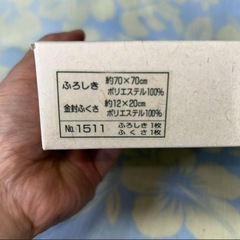 ふろしき 約70×70cm
ポリエステル100%
金封ふくさ 約12×20cm
ポリエステル100%
No.1511 ふろしき1枚
ふくさ1枚